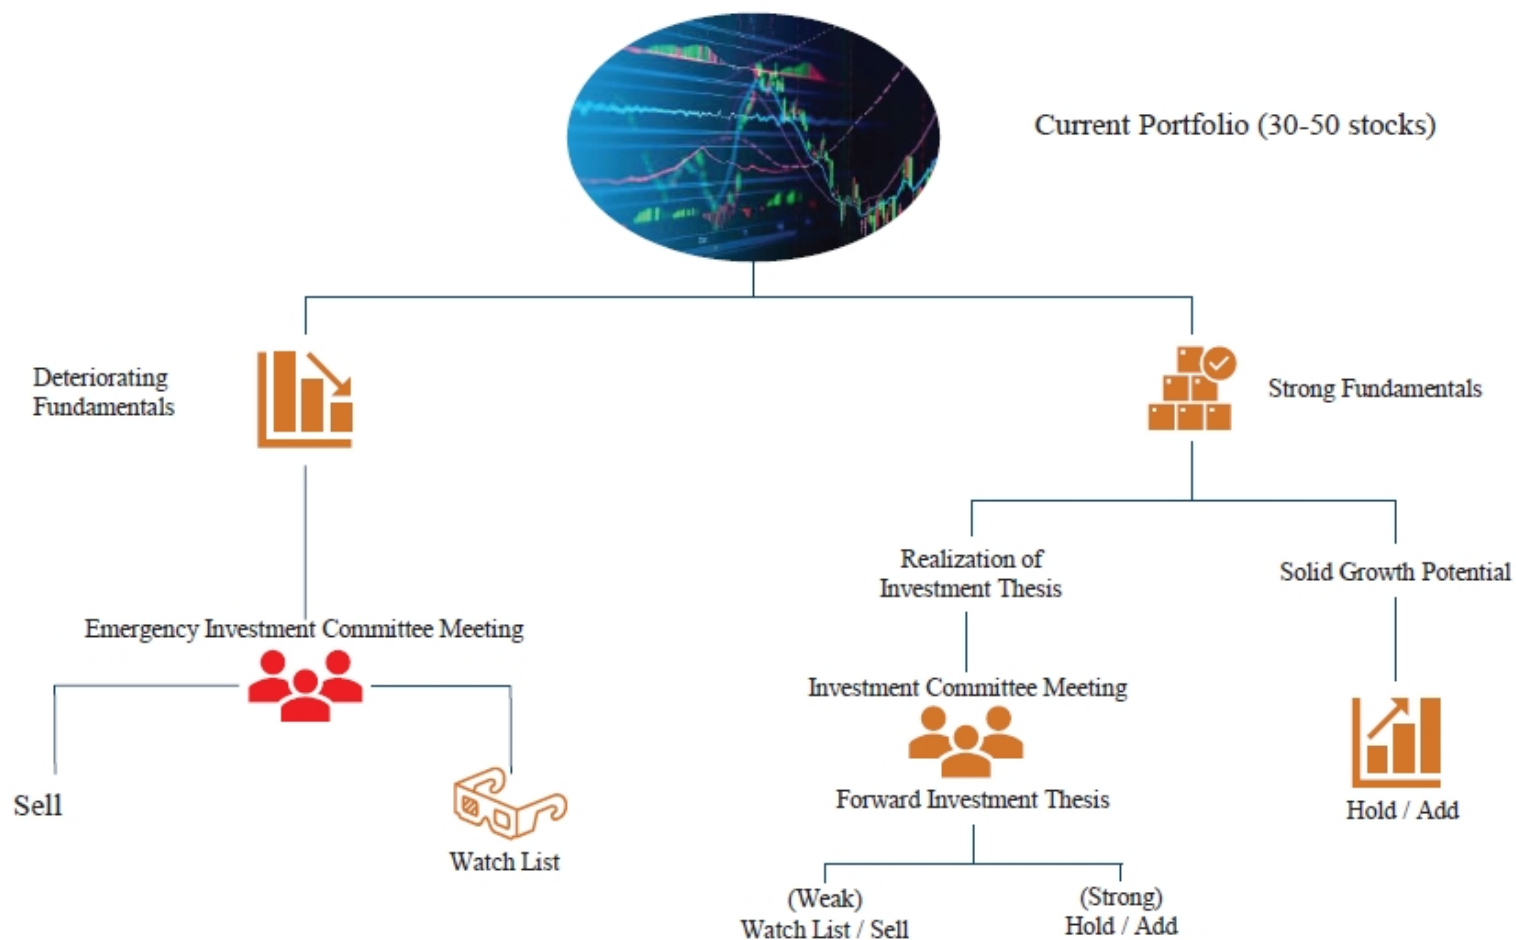 Current Portfolio (30-50 stocks)
Deteriorating
Fundamentals
Strong Fundamentals
Realization of
Investment Thesis
Solid Growth Potential
Emergency Investment Committee Meeting
Investment Committee Meeting
Forward Investment Thesis
Sell
Watch List
Hold / Add
(Weak)
Watch List / Sell
(Strong)
Hold / Add